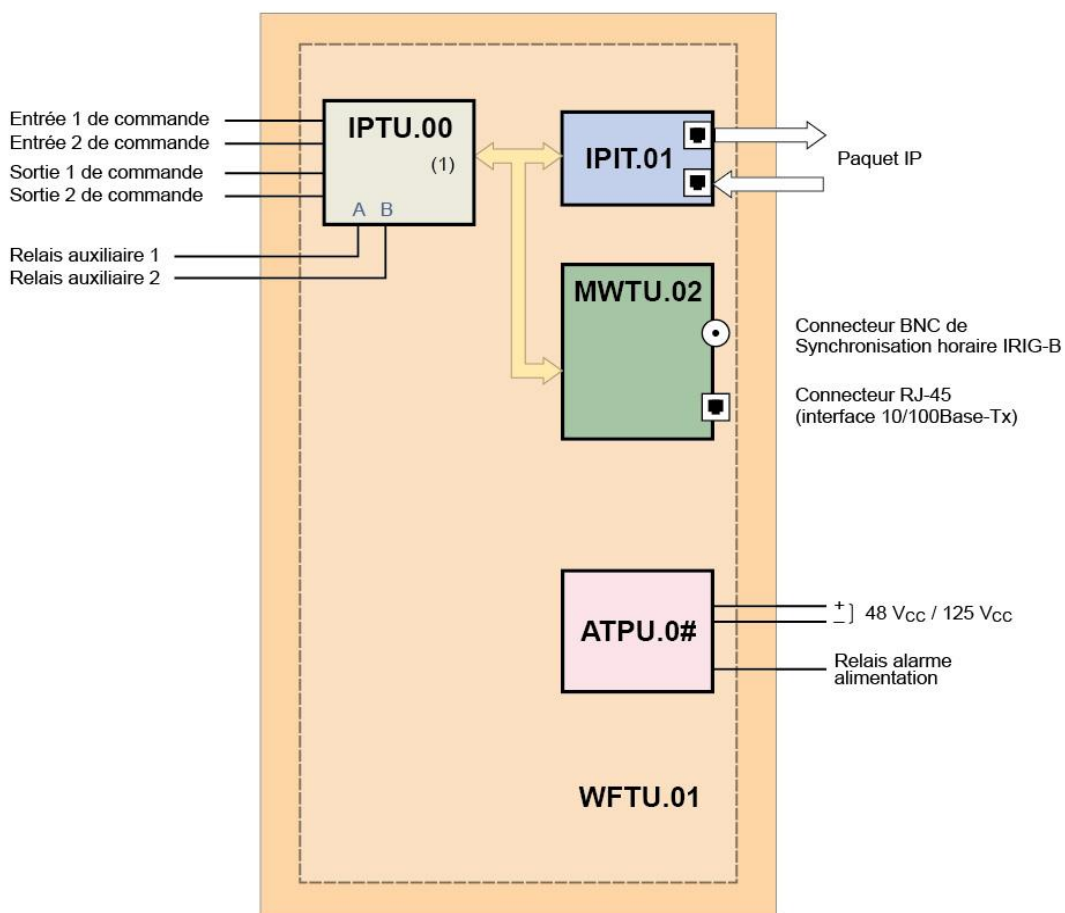 Entrée 1 de commande
Entrée 2 de commande
Sortie 1 de commande
Sortie 2 de commande
Relais auxiliaire 1
Relais auxiliaire 2
IPTU.00
(1)
A B
IPIT.01
Paquet IP
MWTU.02
Connecteur BNC de
Synchronisation horaire IRIG-B
Connecteur RJ-45
(interface 10/100Base-Tx)
ATPU.0#
+
48 VCC / 125 VCC
−
Relais alarme
alimentation
WFTU.01